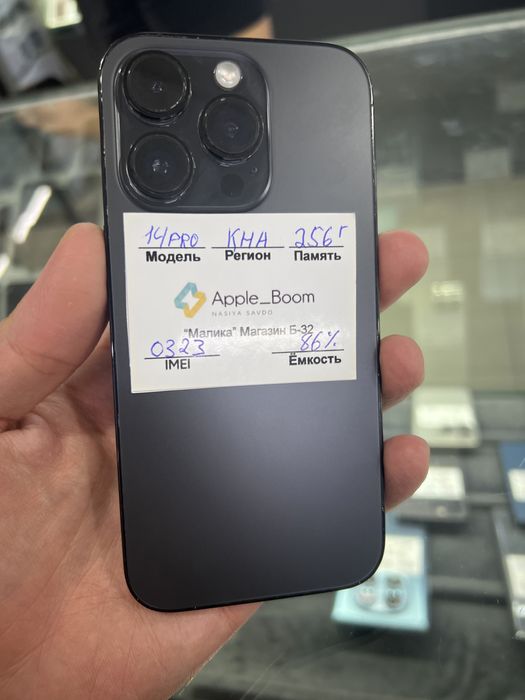 14PRO KHA 256г
Модель Регион Память
Apple_Boom
NASIYA SAVDO
"Малика" Магазин Б-32
0323 86%
IMEI Ёмкость